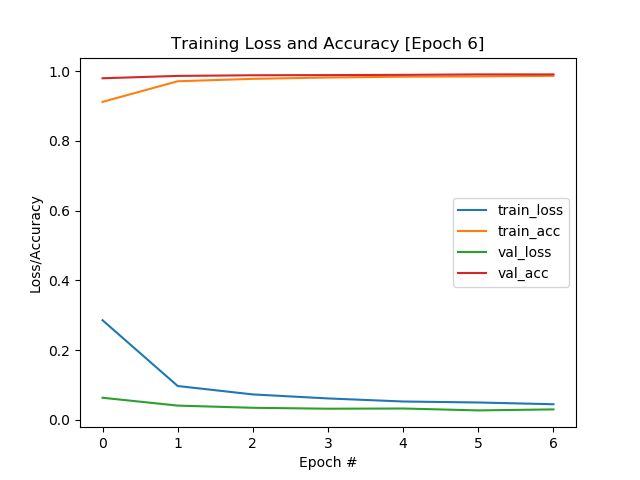 Training Loss and Accuracy [Epoch 6]
1.0
0.8
0.6
0.4
0.2
0.0
Loss/Accuracy
train_loss
train_acc
val_loss
val_acc
0 1 2 3 4 5 6
Epoch #